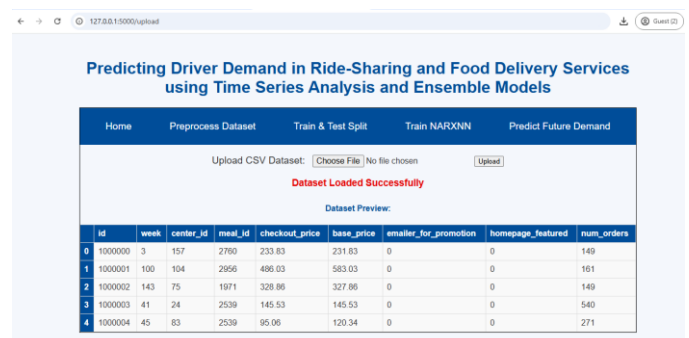 127.0.0.1:5000/upload
Guest (2)
Predicting Driver Demand in Ride-Sharing and Food Delivery Services
using Time Series Analysis and Ensemble Models
Home Preprocess Dataset Train & Test Split Train NARXNN Predict Future Demand
Upload CSV Dataset: Choose File No file chosen Upload
Dataset Loaded Successfully
Dataset Preview:
id week center_id meal_id checkout_price base_price emailer_for_promotion homepage_featured num_orders
0 1000000 3 157 2760 233.83 231.83 0 0 149
1 1000001 100 104 2956 486.03 583.03 0 0 161
2 1000002 143 75 1971 328.86 327.86 0 0 149
3 1000003 41 24 2539 145.53 145.53 0 0 540
4 1000004 45 83 2539 95.06 120.34 0 0 271